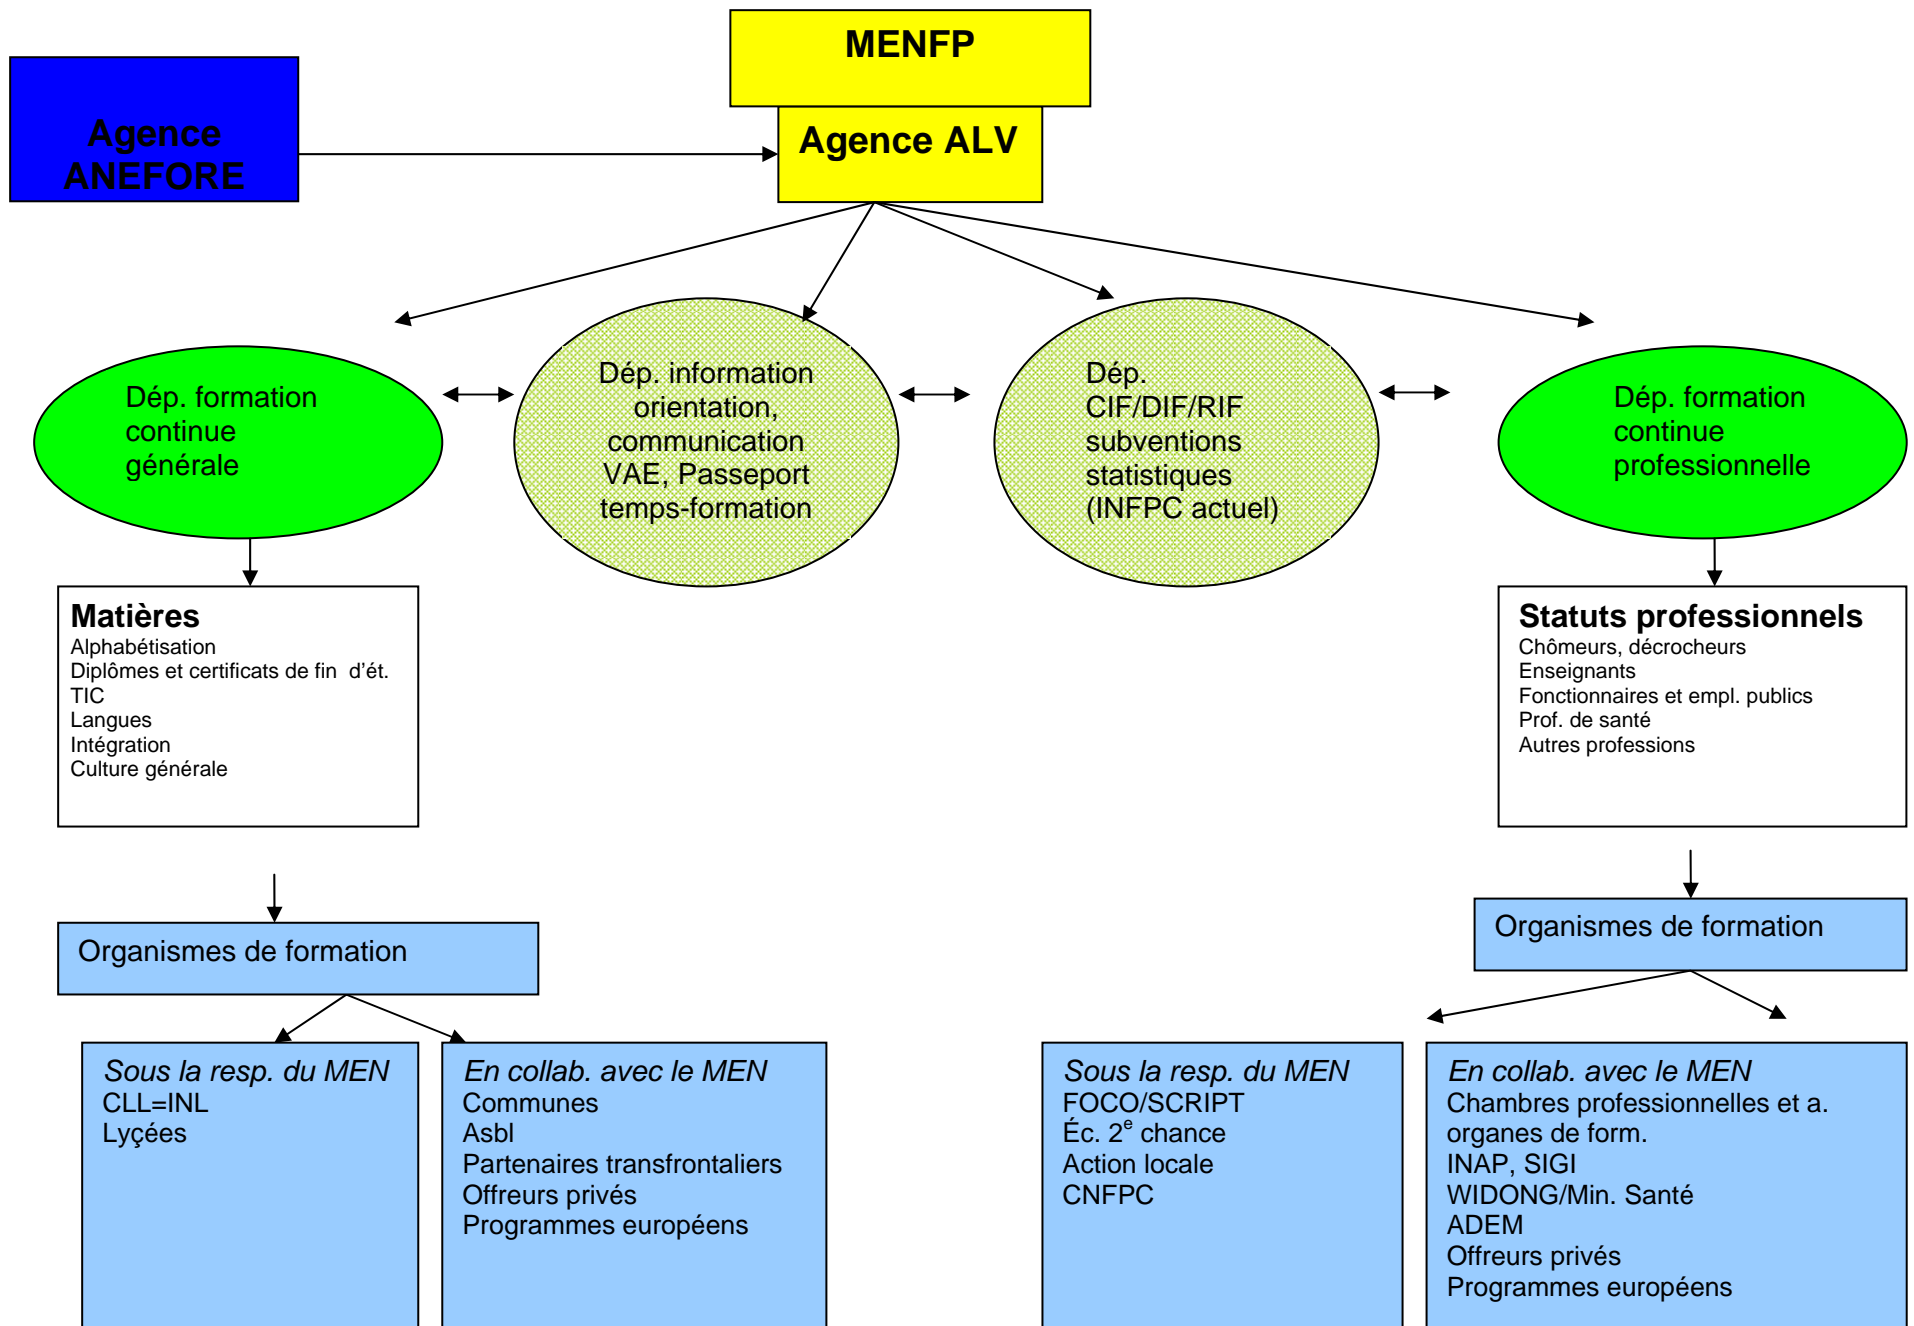 MENFP
Agence
ANEFORE
Agence ALV
Dép. formation
continue
générale
Dép. information
orientation,
communication
VAE, Passeport
temps-formation
Dép.
CIF/DIF/RIF
subventions
statistiques
(INFPC actuel)
Dép. formation
continue
professionnelle
Matières
Alphabétisation
Diplômes et certificats de fin  d'ét.
TIC
Langues
Intégration
Culture générale
Statuts professionnels
Chômeurs, décrocheurs
Enseignants
Fonctionnaires et empl. publics
Prof. de santé
Autres professions
Organismes de formation
Organismes de formation
Sous la resp. du MEN
CLL=INL
Lyçées
En collab. avec le MEN
Communes
Asbl
Partenaires transfrontaliers
Offreurs privés
Programmes européens
Sous la resp. du MEN
FOCO/SCRIPT
Éc. 2e chance
Action locale
CNFPC
En collab. avec le MEN
Chambres professionnelles et a.
organes de form.
INAP, SIGI
WIDONG/Min. Santé
ADEM
Offreurs privés
Programmes européens